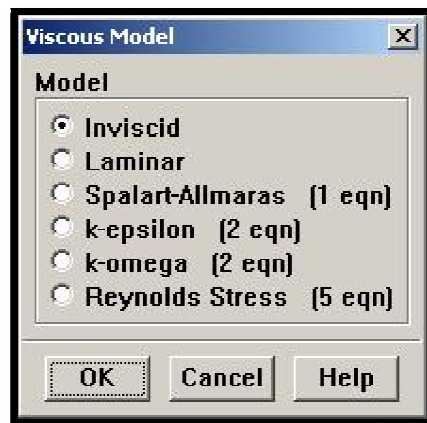 Viscous Model
Model
Inviscid
Laminar
Spalart-Allmaras (1 eqn)
k-epsilon (2 eqn)
k-omega (2 eqn)
Reynolds Stress (5 eqn)
OK Cancel Help